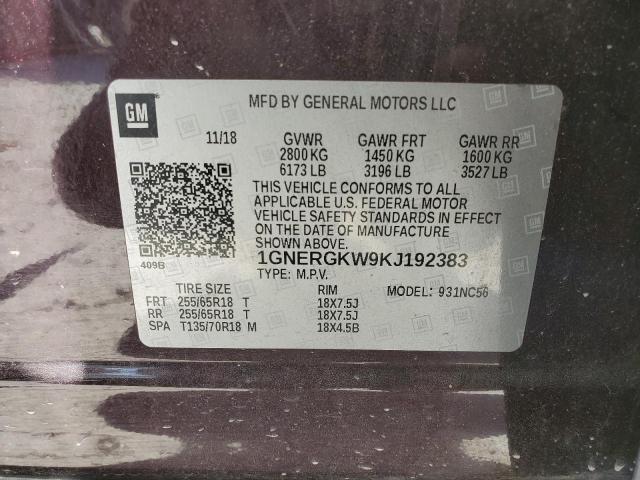 GM
MFD BY GENERAL MOTORS LLC
11/18 GVWR GAWR FRT GAWR RR
2800 KG 1450 KG 1600 KG
6173 LB 3196 LB 3527 LB
THIS VEHICLE CONFORMS TO ALL
APPLICABLE U.S. FEDERAL MOTOR
VEHICLE SAFETY STANDARDS IN EFFECT
ON THE DATE OF MANUFACTURE
SHOWN ABOVE.
409B 1GNERGKW9KJ192383
TYPE: M.P.V.
TIRE SIZE RIM MODEL: 931NC56
FRT 255/65R18 T 18X7.5J
RR 255/65R18 T 18X7.5J
SPA T135/70R18 M 18X4.5B